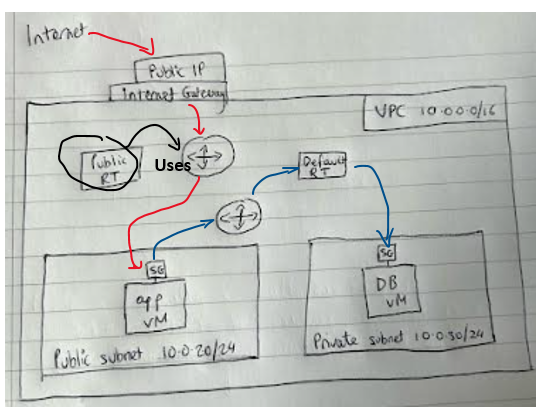 Internet
Public IP
Internet Gateway
VPC 10.0.0.0/16
Public
RT
Uses
Default
RT
SG
app
VM
Public subnet 10.0.20/24
SG
DB
VM
Private subnet 10.0.30/24